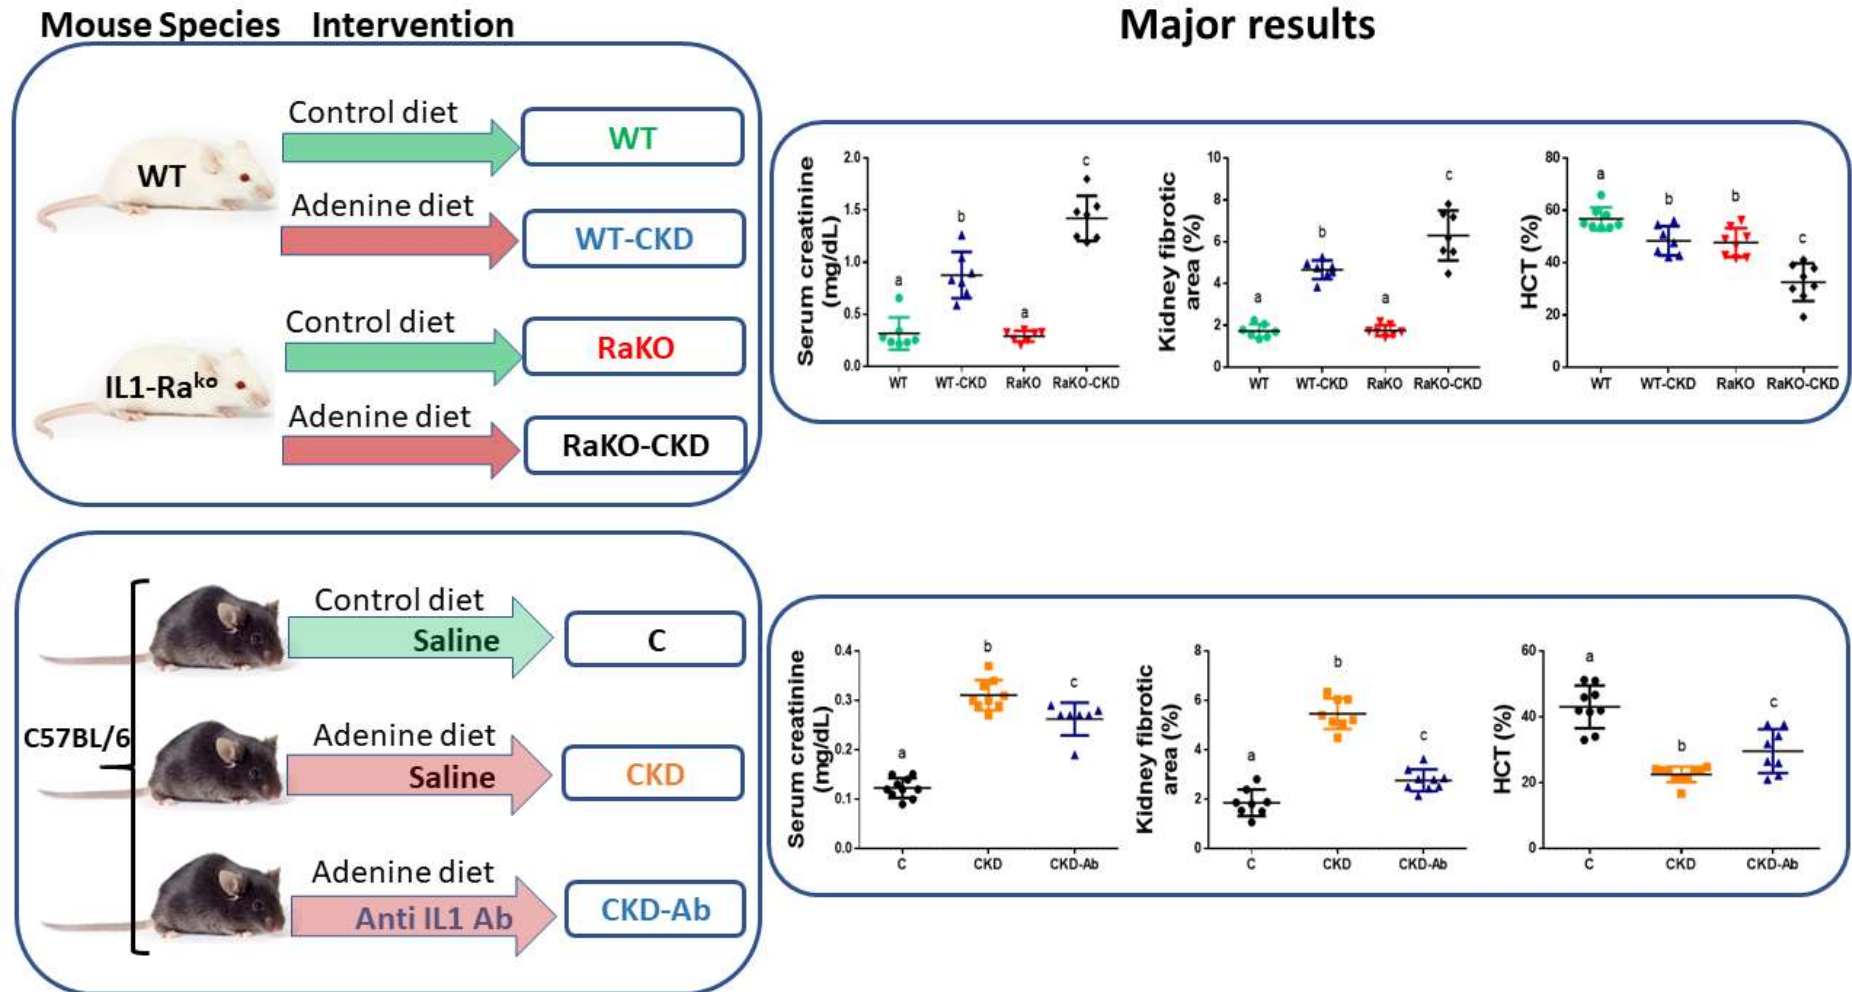 Mouse Species Intervention
Major results
Control diet
WT
WT
Adenine diet
WT-CKD
Control diet
RaKO
IL1-Raᵏᵒ
Adenine diet
RaKO-CKD
Serum creatinine
(mg/dL)
2.0
1.5
1.0
0.5
0.0
a
b
a
c
WT WT-CKD RaKO RaKO-CKD
Kidney fibrotic
area (%)
10
8
6
4
2
0
a
b
a
c
WT WT-CKD RaKO RaKO-CKD
HCT (%)
80
60
40
20
0
a
b
b
c
WT WT-CKD RaKO RaKO-CKD
C57BL/6
Control diet
Saline
C
Adenine diet
Saline
CKD
Adenine diet
Anti IL1 Ab
CKD-Ab
Serum creatinine
(mg/dL)
0.4
0.3
0.2
0.1
0.0
a
b
c
C CKD CKD-Ab
Kidney fibrotic
area (%)
8
6
4
2
0
a
b
c
C CKD CKD-Ab
HCT (%)
60
40
20
0
a
b
c
C CKD CKD-Ab